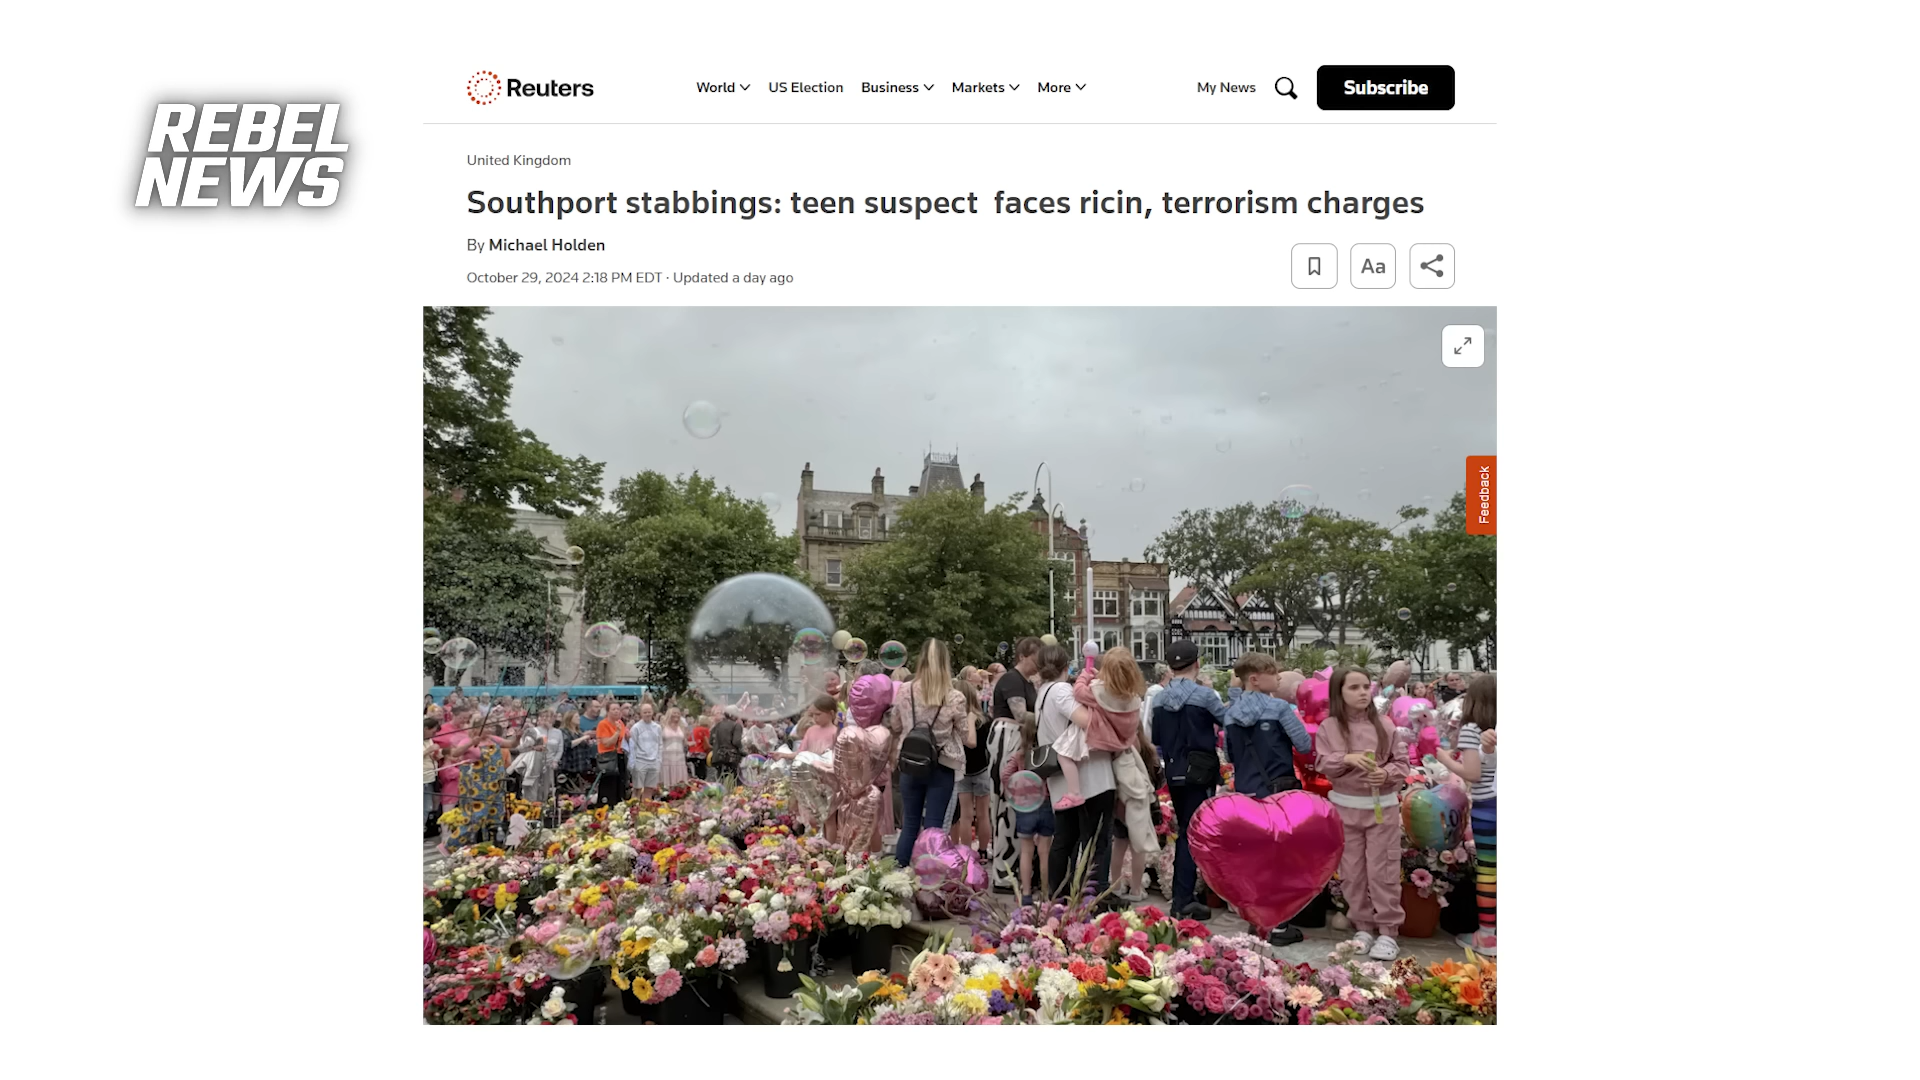 REBEL
NEWS
Reuters
World US Election Business Markets More
My News
Subscribe
United Kingdom
Southport stabbings: teen suspect faces ricin, terrorism charges
By Michael Holden
October 29, 2024 2:18 PM EDT · Updated a day ago
Aa
Feedback